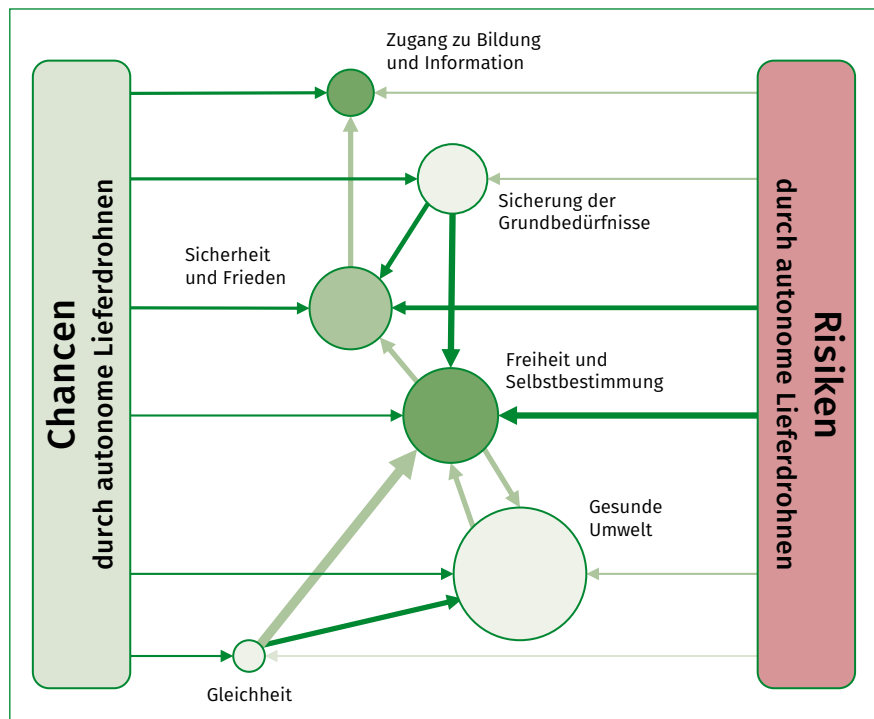 Zugang zu Bildung
und Information
Chancen
durch autonome Lieferdrohnen
Risiken
durch autonome Lieferdrohnen
Sicherung der
Grundbedürfnisse
Sicherheit
und Frieden
Freiheit und
Selbstbestimmung
Gesunde
Umwelt
Gleichheit